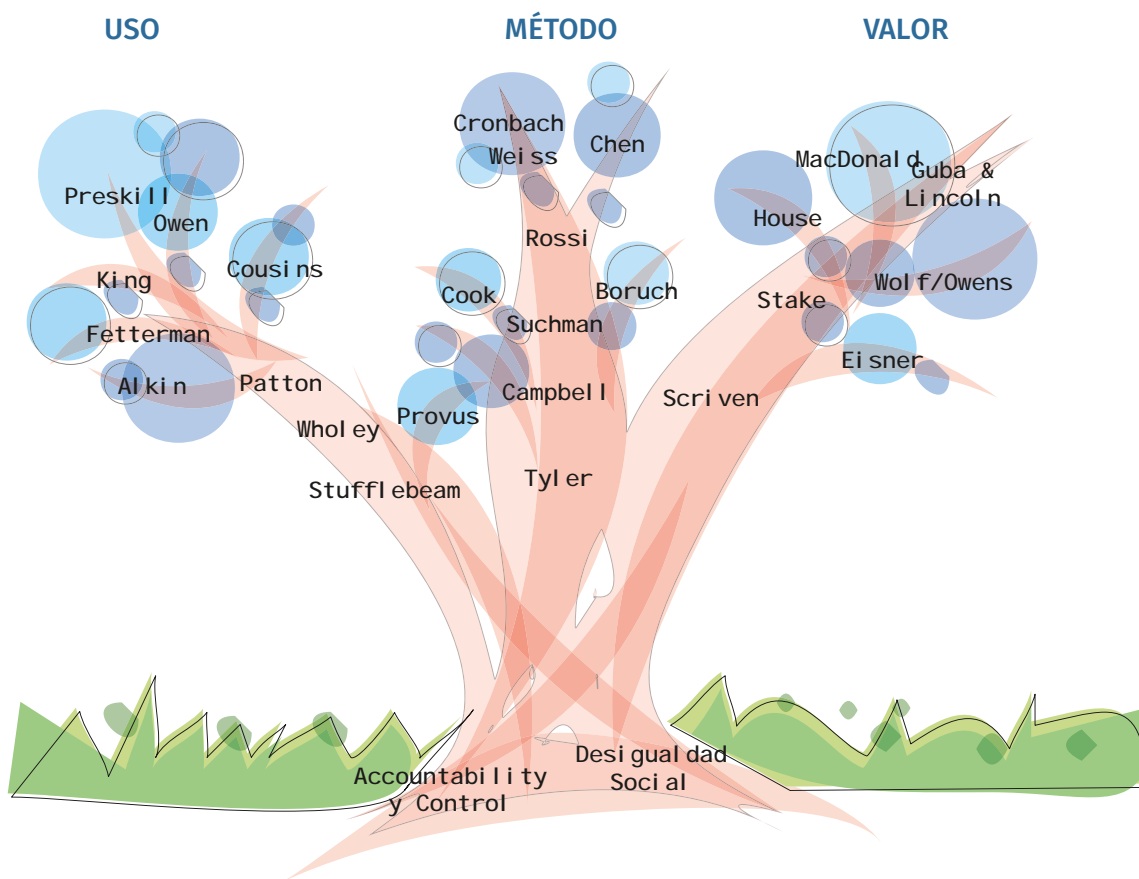 USO
MÉTODO
VALOR
Preskill
Owen
King
Cousins
Fetterman
Alkin
Patton
Wholey
Stufflebeam
Cronbach
Weiss
Chen
Rossi
Cook
Boruch
Suchman
Campbell
Provus
Tyler
MacDonald
Guba &
Lincoln
House
Stake
Wolf/Owens
Eisner
Scriven
Accountability
y Control
Desigualdad
Social